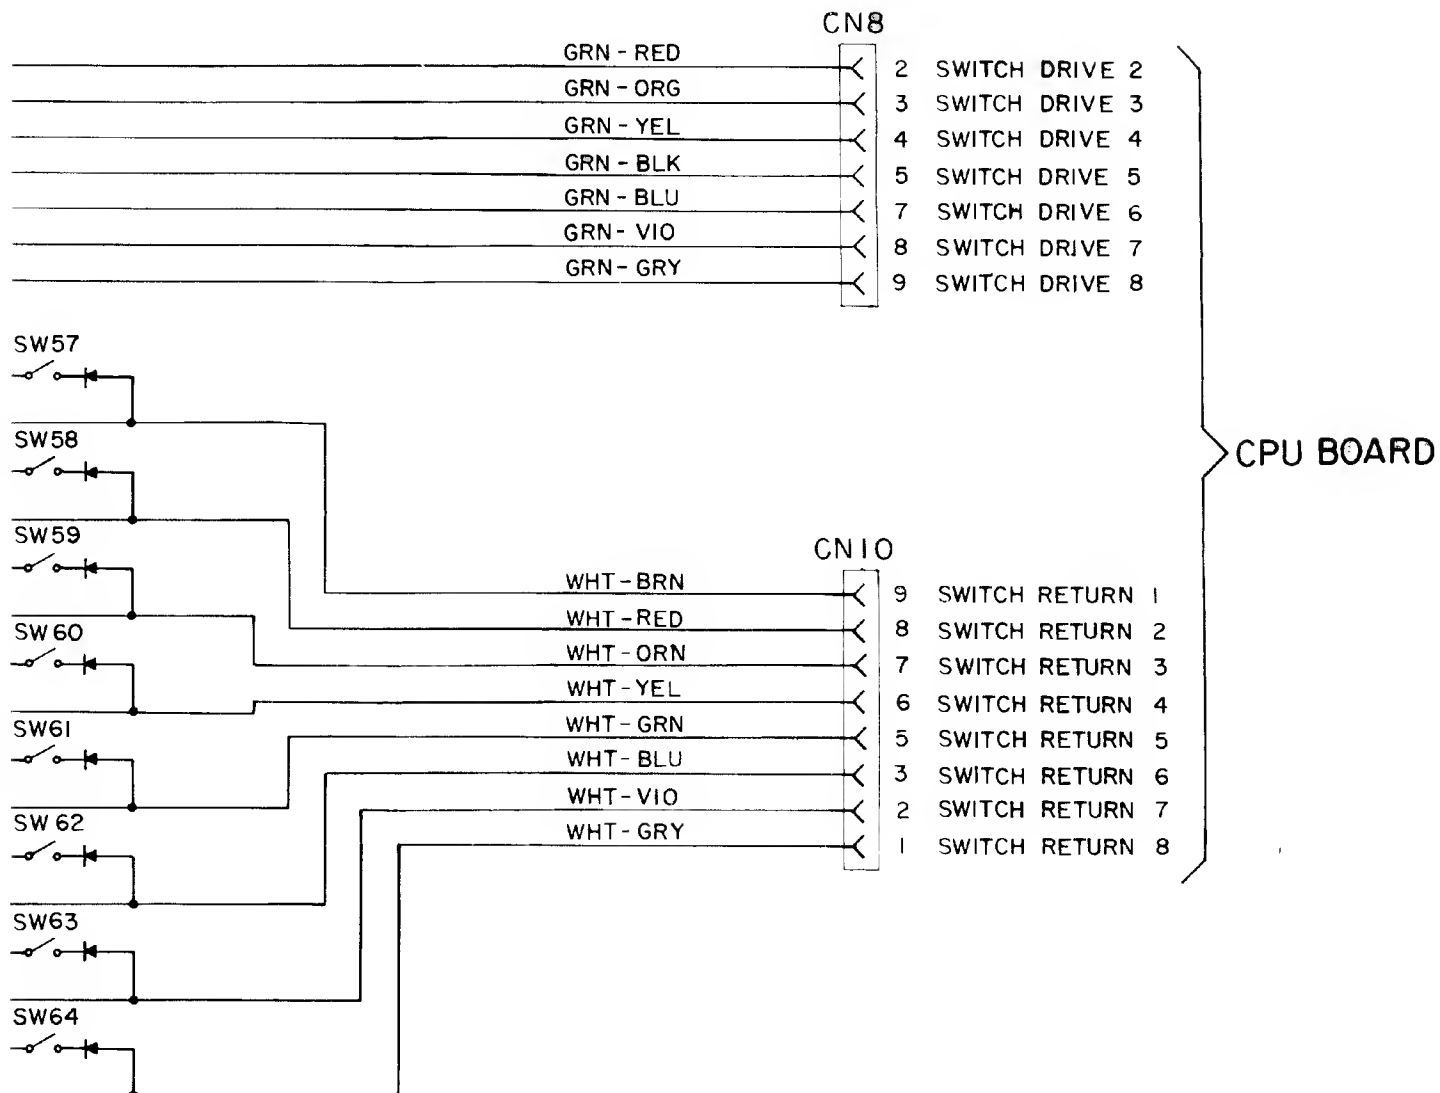 CN8
GRN-RED 2 SWITCH DRIVE 2
GRN-ORG 3 SWITCH DRIVE 3
GRN-YEL 4 SWITCH DRIVE 4
GRN-BLK 5 SWITCH DRIVE 5
GRN-BLU 7 SWITCH DRIVE 6
GRN-VIO 8 SWITCH DRIVE 7
GRN-GRY 9 SWITCH DRIVE 8
SW57
SW58
CPU BOARD
SW59
CN10
WHT-BRN 9 SWITCH RETURN 1
WHT-RED 8 SWITCH RETURN 2
SW60
WHT-ORN 7 SWITCH RETURN 3
WHT-YEL 6 SWITCH RETURN 4
SW61
WHT-GRN 5 SWITCH RETURN 5
WHT-BLU 3 SWITCH RETURN 6
WHT-VIO 2 SWITCH RETURN 7
SW62
WHT-GRY 1 SWITCH RETURN 8
SW63
SW64